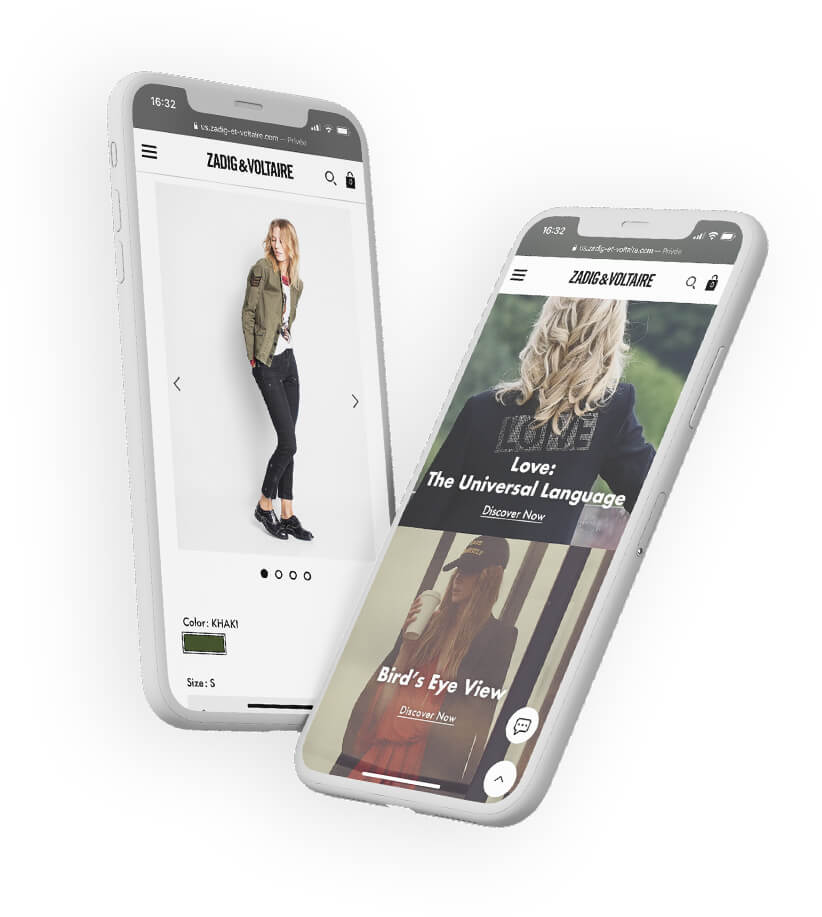 16:32
us.zadig-et-voltaire.com — Privée
ZADIG&VOLTAIRE
0
Color: KHAKI
Size: S
16:32
us.zadig-et-voltaire.com — Privée
ZADIG&VOLTAIRE
0
LOVE
Love:
The Universal Language
Discover Now
Bird's Eye View
Discover Now